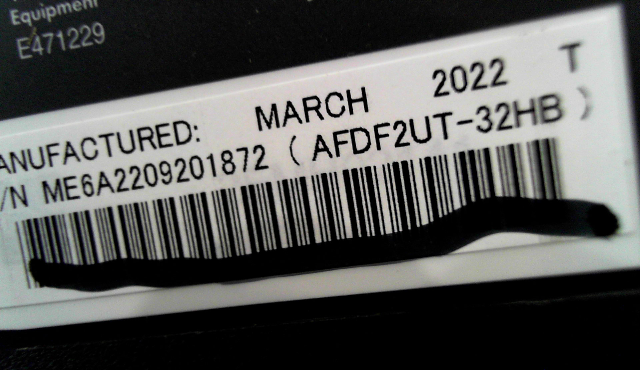 Equipment
E471229
ANUFACTURED: MARCH 2022 T
/N ME6A2209201872 ( AFDF2UT-32HB )